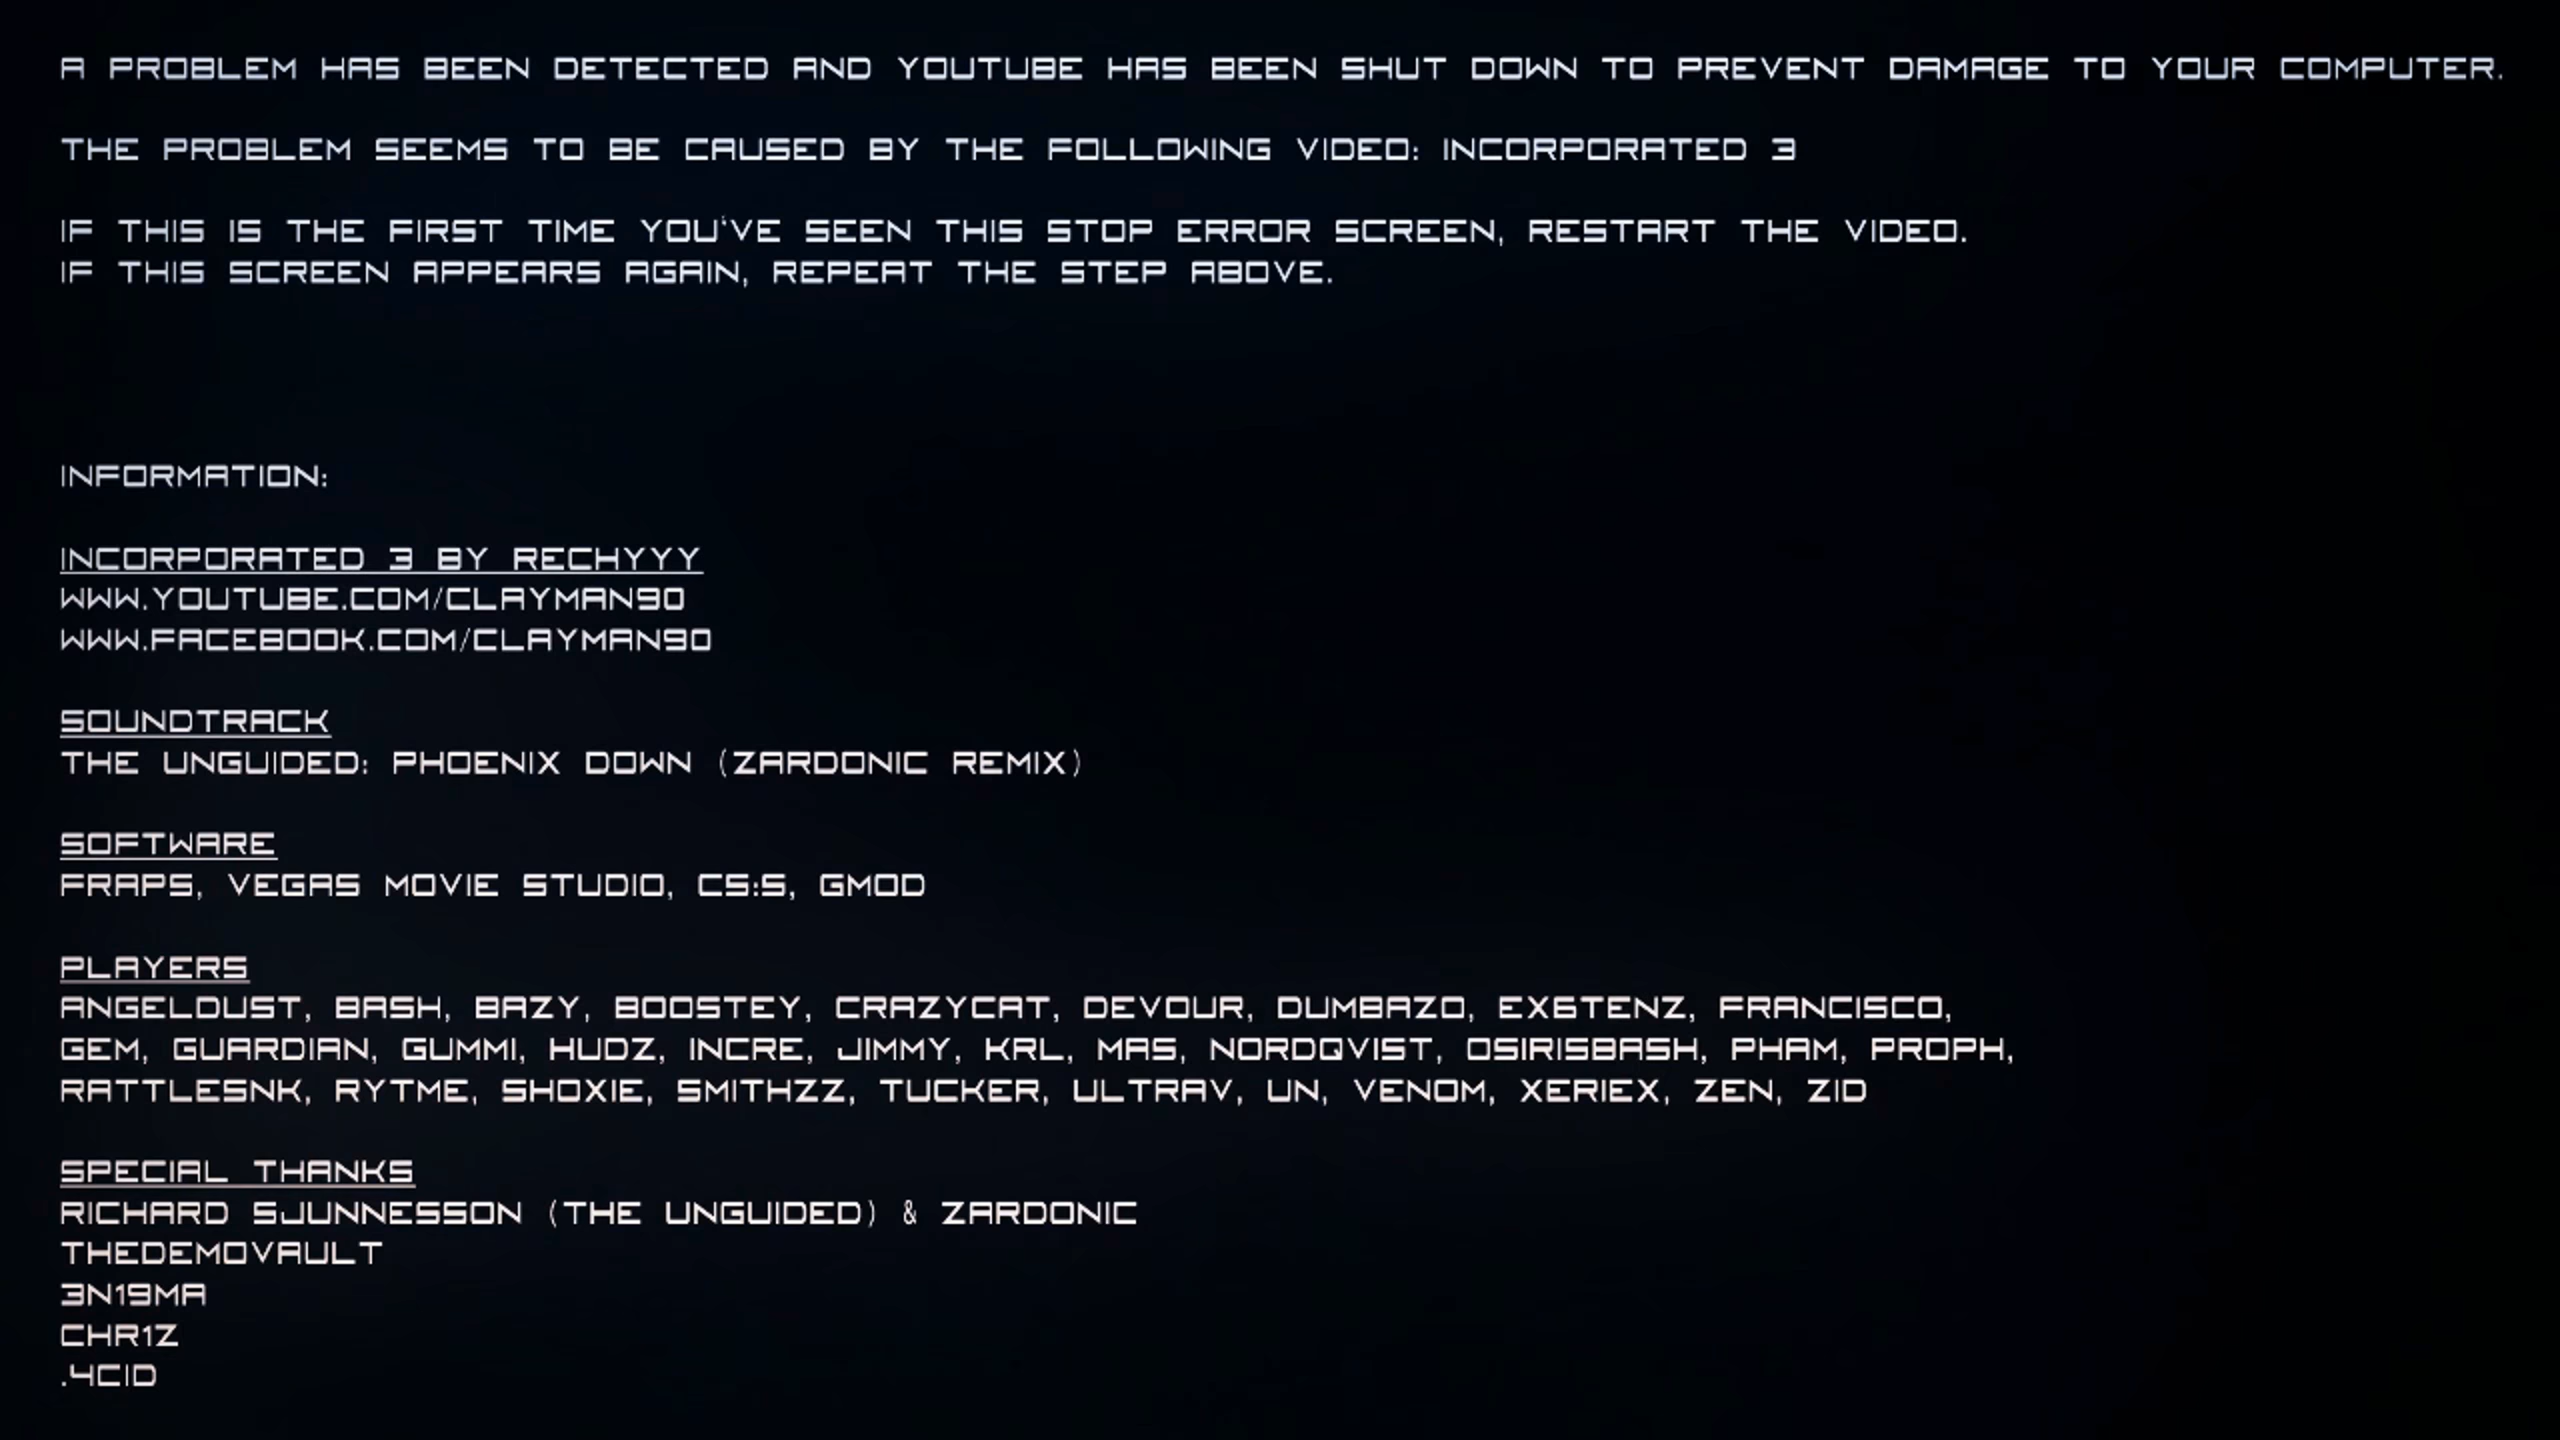 A PROBLEM HAS BEEN DETECTED AND YOUTUBE HAS BEEN SHUT DOWN TO PREVENT DAMAGE TO YOUR COMPUTER.
THE PROBLEM SEEMS TO BE CAUSED BY THE FOLLOWING VIDEO: INCORPORATED 3
IF THIS IS THE FIRST TIME YOU'VE SEEN THIS STOP ERROR SCREEN, RESTART THE VIDEO.
IF THIS SCREEN APPEARS AGAIN, REPEAT THE STEP ABOVE.
INFORMATION:
INCORPORATED 3 BY RECHYYY
WWW.YOUTUBE.COM/CLAYMAN90
WWW.FACEBOOK.COM/CLAYMAN90
SOUNDTRACK
THE UNGUIDED: PHOENIX DOWN (ZARDONIC REMIX)
SOFTWARE
FRAPS, VEGAS MOVIE STUDIO, CS:S, GMOD
PLAYERS
ANGELDUST, BASH, BAZY, BOOSTEY, CRAZYCAT, DEVOUR, DUMBAZO, EX6TENZ, FRANCISCO,
GEM, GUARDIAN, GUMMI, HUDZ, INCRE, JIMMY, KRL, MAS, NORDQVIST, OSIRISBASH, PHAM, PROPH,
RATTLESNK, RYTME, SHOXIE, SMITHZZ, TUCKER, ULTRAV, UN, VENOM, XERIEX, ZEN, ZID
SPECIAL THANKS
RICHARD SJUNNESSON (THE UNGUIDED) & ZARDONIC
THEDEMOVAULT
3N19MA
CHR1Z
.4CID